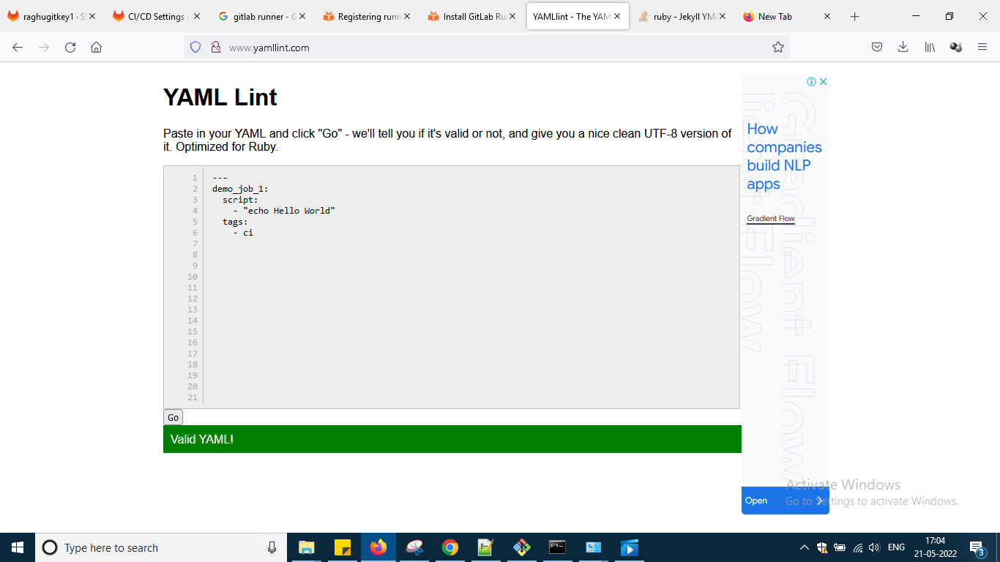 raghugitkey1 · S
CI/CD Settings ·
gitlab runner - G
Registering runn
Install GitLab Ru
YAMLlint - The YAM
ruby - Jekyll YMA
New Tab
www.yamllint.com
YAML Lint
Paste in your YAML and click "Go" - we'll tell you if it's valid or not, and give you a nice clean UTF-8 version of
it. Optimized for Ruby.
1 ---
2 demo_job_1:
3 script:
4 - "echo Hello World"
5 tags:
6 - ci
7
8
9
10
11
12
13
14
15
16
17
18
19
20
21
Go
Valid YAML!
How
companies
build NLP
apps
Gradient Flow
Gradient Flow
Open
Activate Windows
Go to Settings to activate Windows.
Type here to search
ENG
17:04
21-05-2022
3